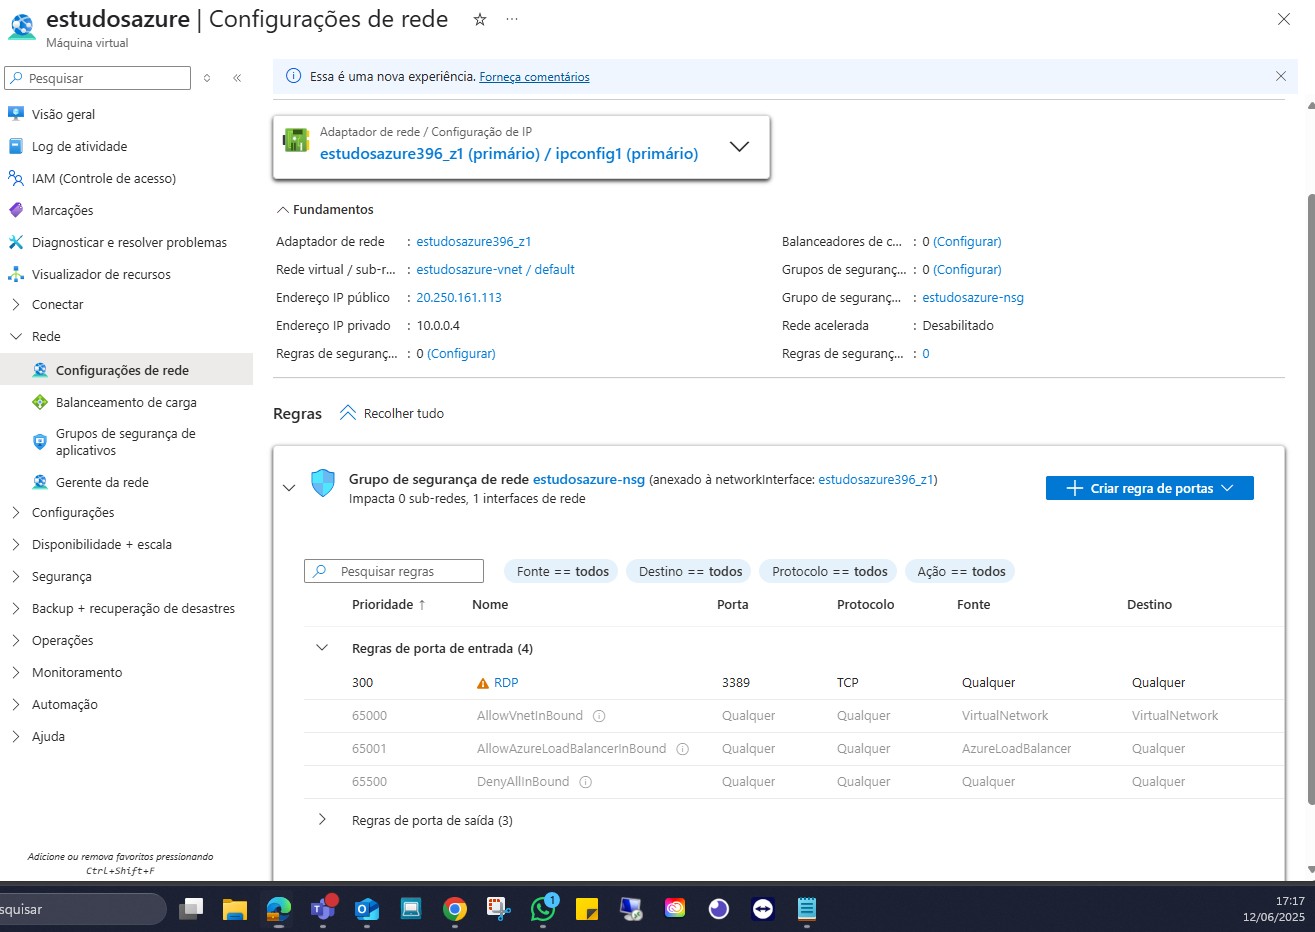 estudosazure | Configurações de rede
Máquina virtual
Pesquisar
Visão geral
Log de atividade
IAM (Controle de acesso)
Marcações
Diagnosticar e resolver problemas
Visualizador de recursos
Conectar
Rede
Configurações de rede
Balanceamento de carga
Grupos de segurança de
aplicativos
Gerente da rede
Configurações
Disponibilidade + escala
Segurança
Backup + recuperação de desastres
Operações
Monitoramento
Automação
Ajuda
Adicione ou remova favoritos pressionando
Ctrl+Shift+F
Essa é uma nova experiência. Forneça comentários
Adaptador de rede / Configuração de IP
estudosazure396_z1 (primário) / ipconfig1 (primário)
Fundamentos
Adaptador de rede : estudosazure396_z1
Rede virtual / sub-r... : estudosazure-vnet / default
Endereço IP público : 20.250.161.113
Endereço IP privado : 10.0.0.4
Regras de seguranç... : 0 (Configurar)
Balanceadores de c... : 0 (Configurar)
Grupos de seguranç... : 0 (Configurar)
Grupo de seguranç... : estudosazure-nsg
Rede acelerada : Desabilitado
Regras de seguranç... : 0
Regras Recolher tudo
Grupo de segurança de rede estudosazure-nsg (anexado à networkInterface: estudosazure396_z1)
Impacta 0 sub-redes, 1 interfaces de rede
Criar regra de portas
Pesquisar regras Fonte == todos Destino == todos Protocolo == todos Ação == todos
Prioridade ↑ Nome Porta Protocolo Fonte Destino
Regras de porta de entrada (4)
300 RDP 3389 TCP Qualquer Qualquer
65000 AllowVnetInBound Qualquer Qualquer VirtualNetwork VirtualNetwork
65001 AllowAzureLoadBalancerInBound Qualquer Qualquer AzureLoadBalancer Qualquer
65500 DenyAllInBound Qualquer Qualquer Qualquer Qualquer
Regras de porta de saída (3)
squisar
1
17:17
12/06/2025